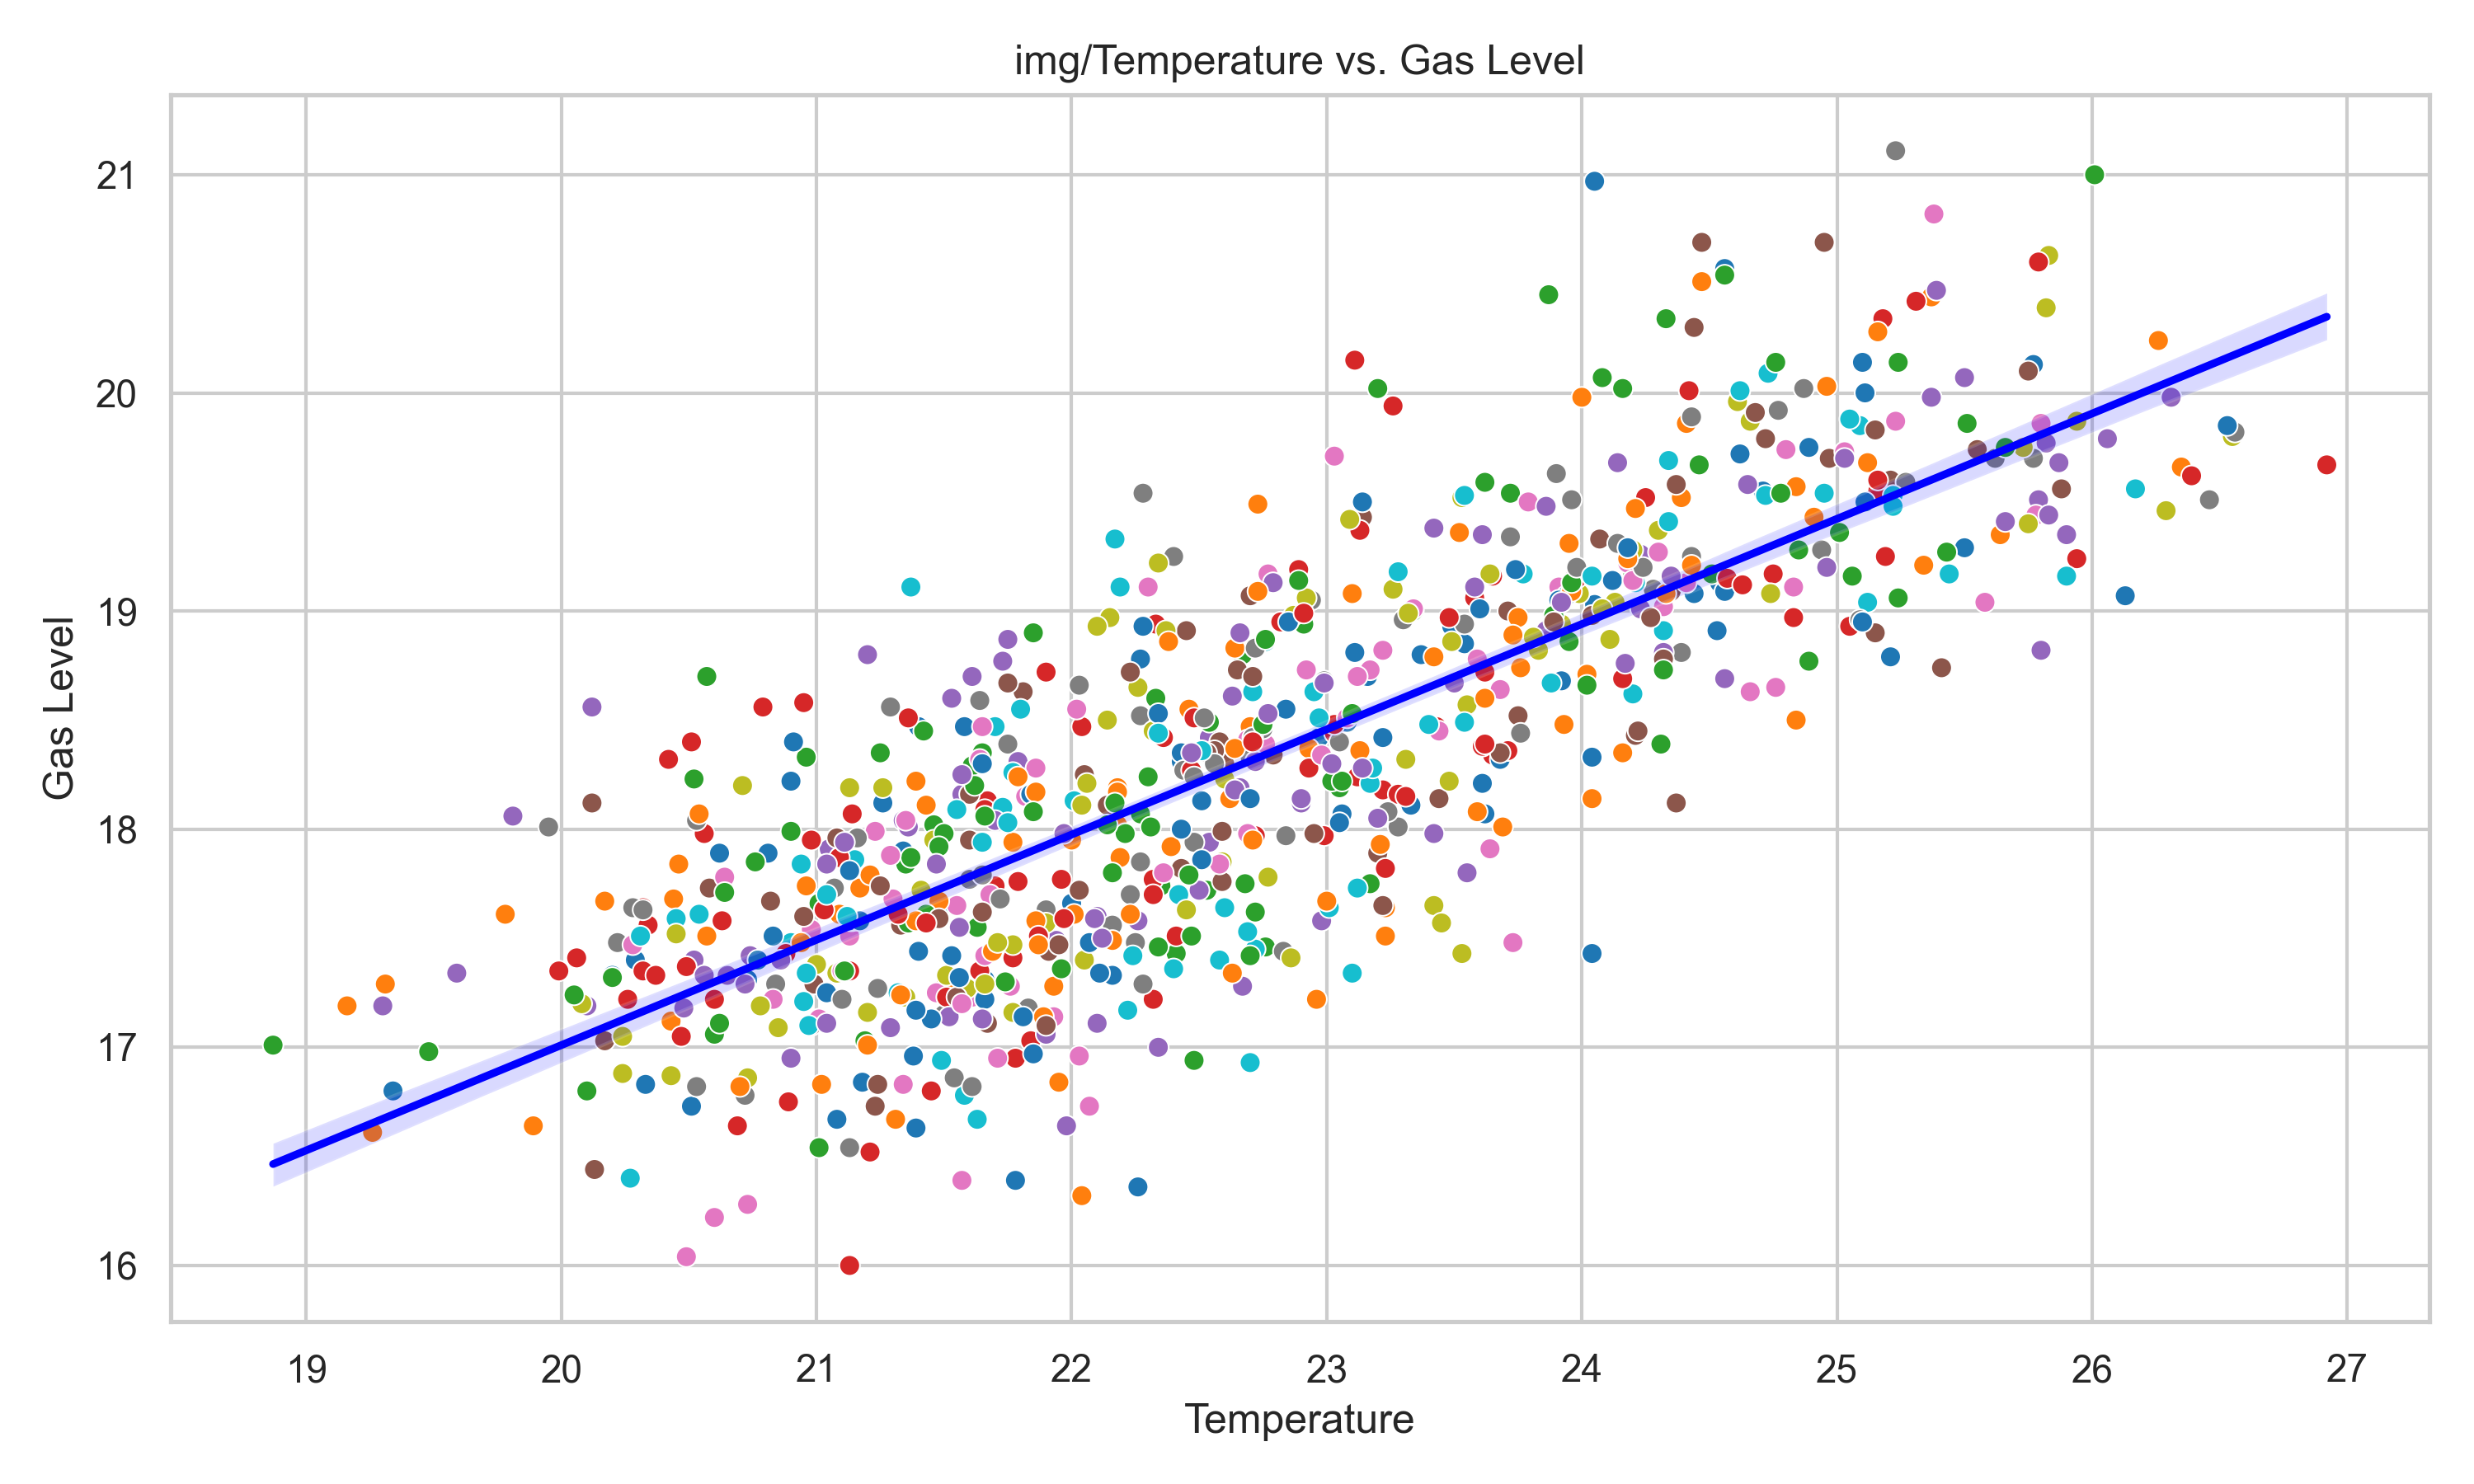 img/Temperature vs. Gas Level
Gas Level
21
20
19
18
17
16
19 20 21 22 23 24 25 26 27
Temperature